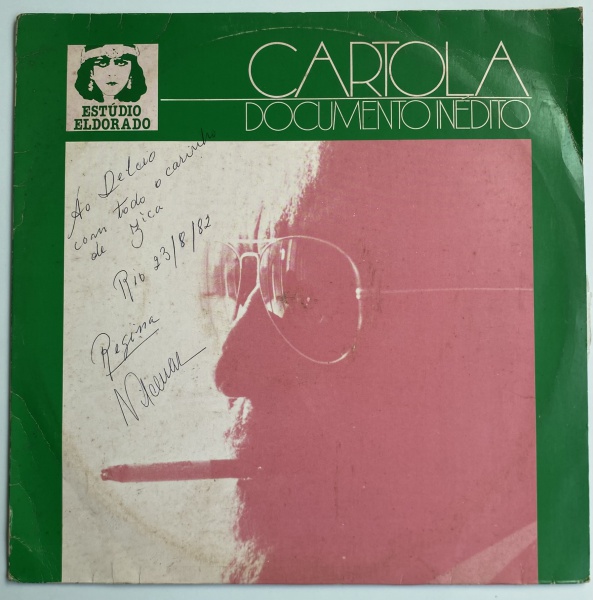 CARTOLA
DOCUMENTO INÉDITO
ESTÚDIO
ELDORADO
Ao Delcio
com todo o carinho
de Zica
Rio 23/8/82
Regina